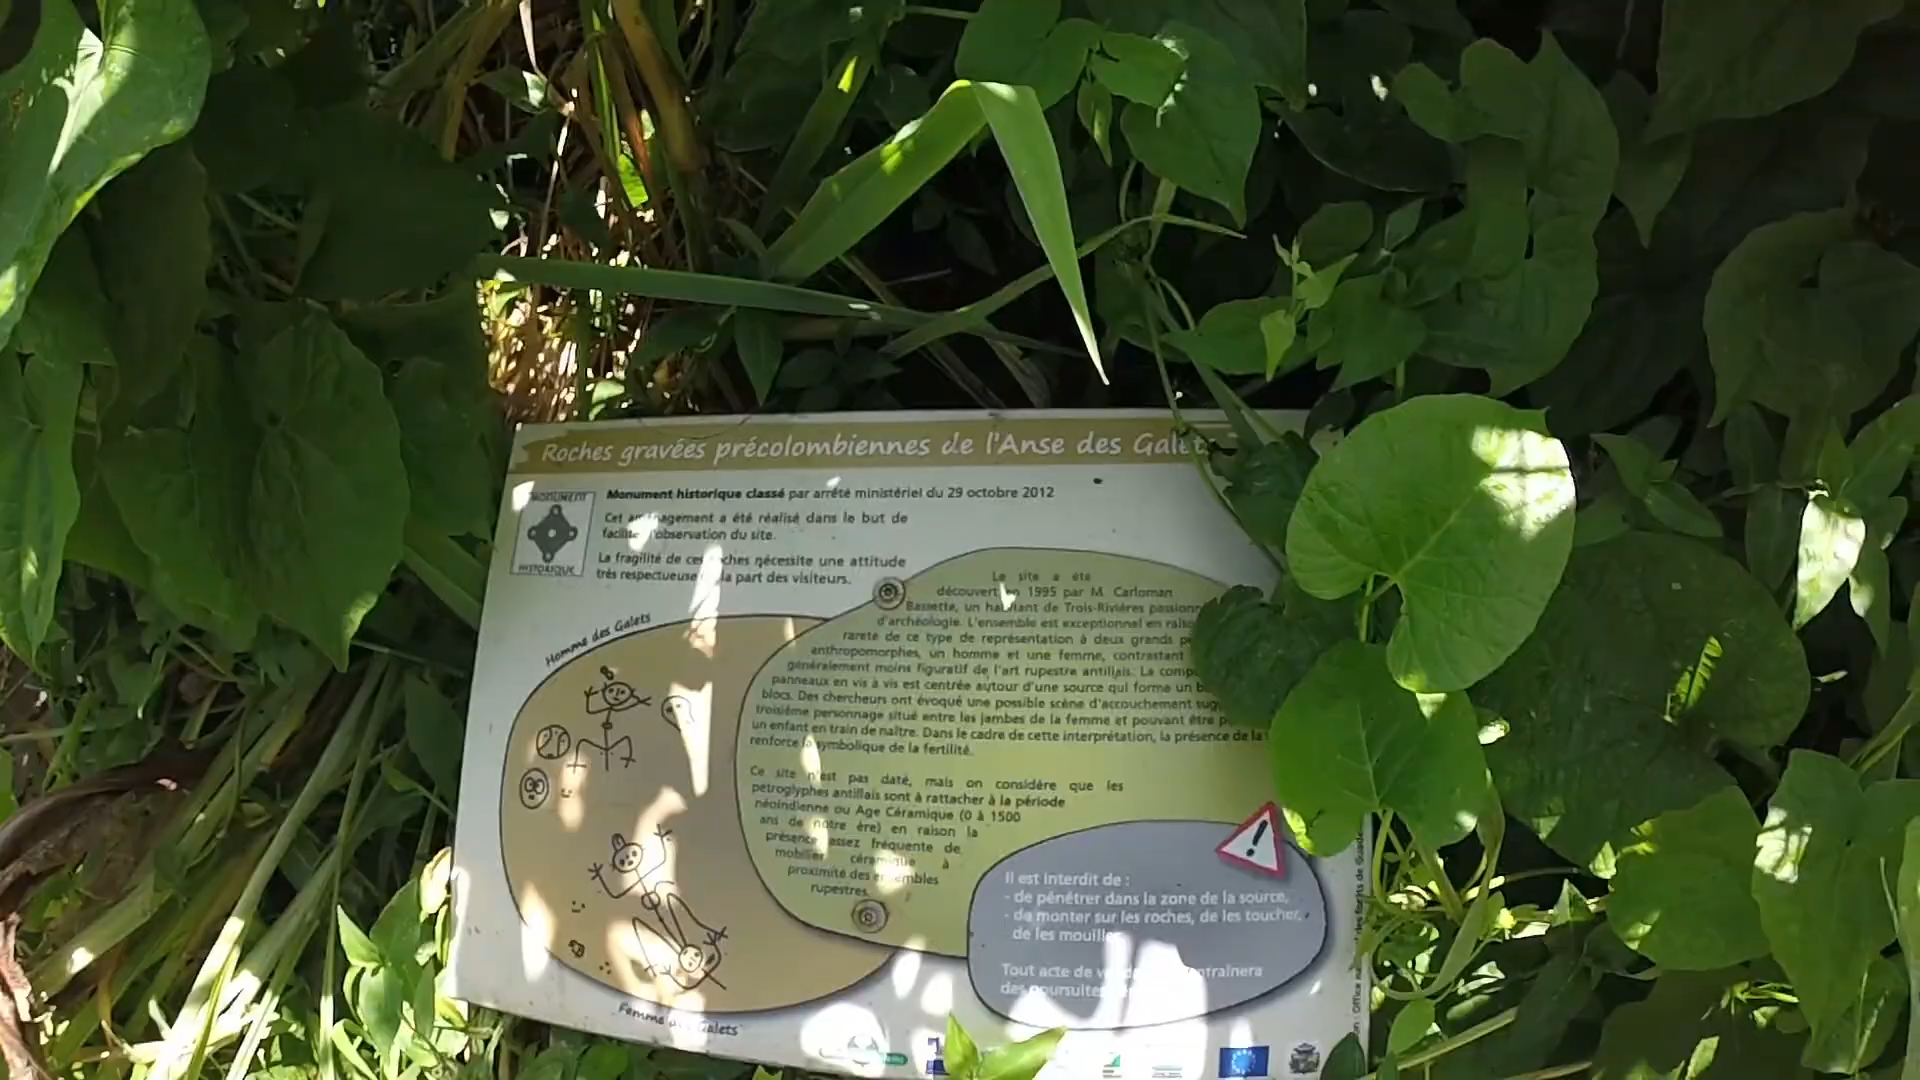 Roches gravées précolombiennes de l'Anse des Galets
MONUMENT
HISTORIQUE
Monument historique classé par arrêté ministériel du 29 octobre 2012
Cet aménagement a été réalisé dans le but de
faciliter l'observation du site.
La fragilité de ces roches nécessite une attitude
très respectueuse la part des visiteurs.
Homme des Galets
Femme des Galets
Le site a été
découvert en 1995 par M. Carloman
Bassette, un habitant de Trois-Rivières
d'archéologie. L'ensemble est exceptionnel en
rareté de ce type de représentation à deux grands
anthropomorphes, un homme et une femme, contrastant
généralement moins figuratif de l'art rupestre antillais. La
panneaux en vis à vis est centrée autour d'une source qui forme un
blocs. Des chercheurs ont évoqué une possible scène d'accouchement
troisième personnage situé entre les jambes de la femme et pouvant être
un enfant en train de naître. Dans le cadre de cette interprétation, la présence de la
renforce la symbolique de la fertilité.
Ce site n'est pas daté, mais on considère que les
pétroglyphes antillais sont à rattacher à la période
néoindienne ou Age Céramique (0 à 1500
ans de notre ère) en raison la
présence assez fréquente de
mobilier céramique à
proximité des ensembles
rupestres.
Il est interdit de :
- de pénétrer dans la zone de la source,
- de monter sur les roches, de les toucher,
de les mouiller
Tout acte de entraînera
des poursuites